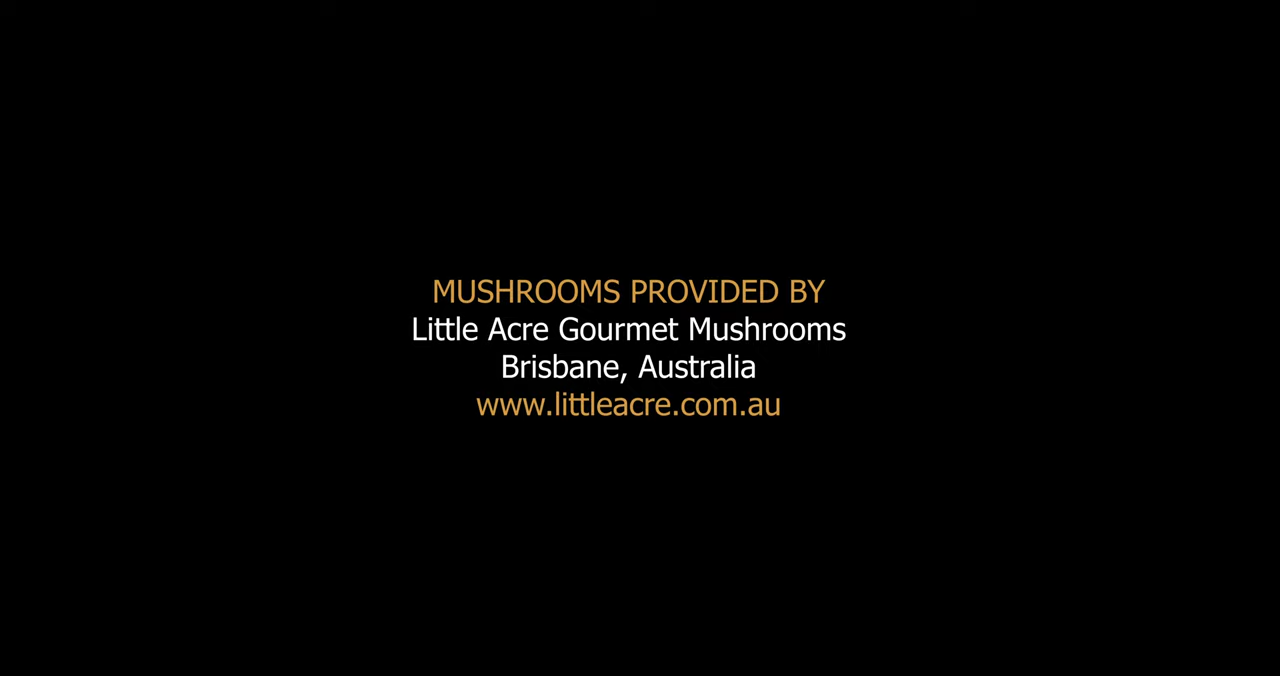 MUSHROOMS PROVIDED BY
Little Acre Gourmet Mushrooms
Brisbane, Australia
www.littleacre.com.au